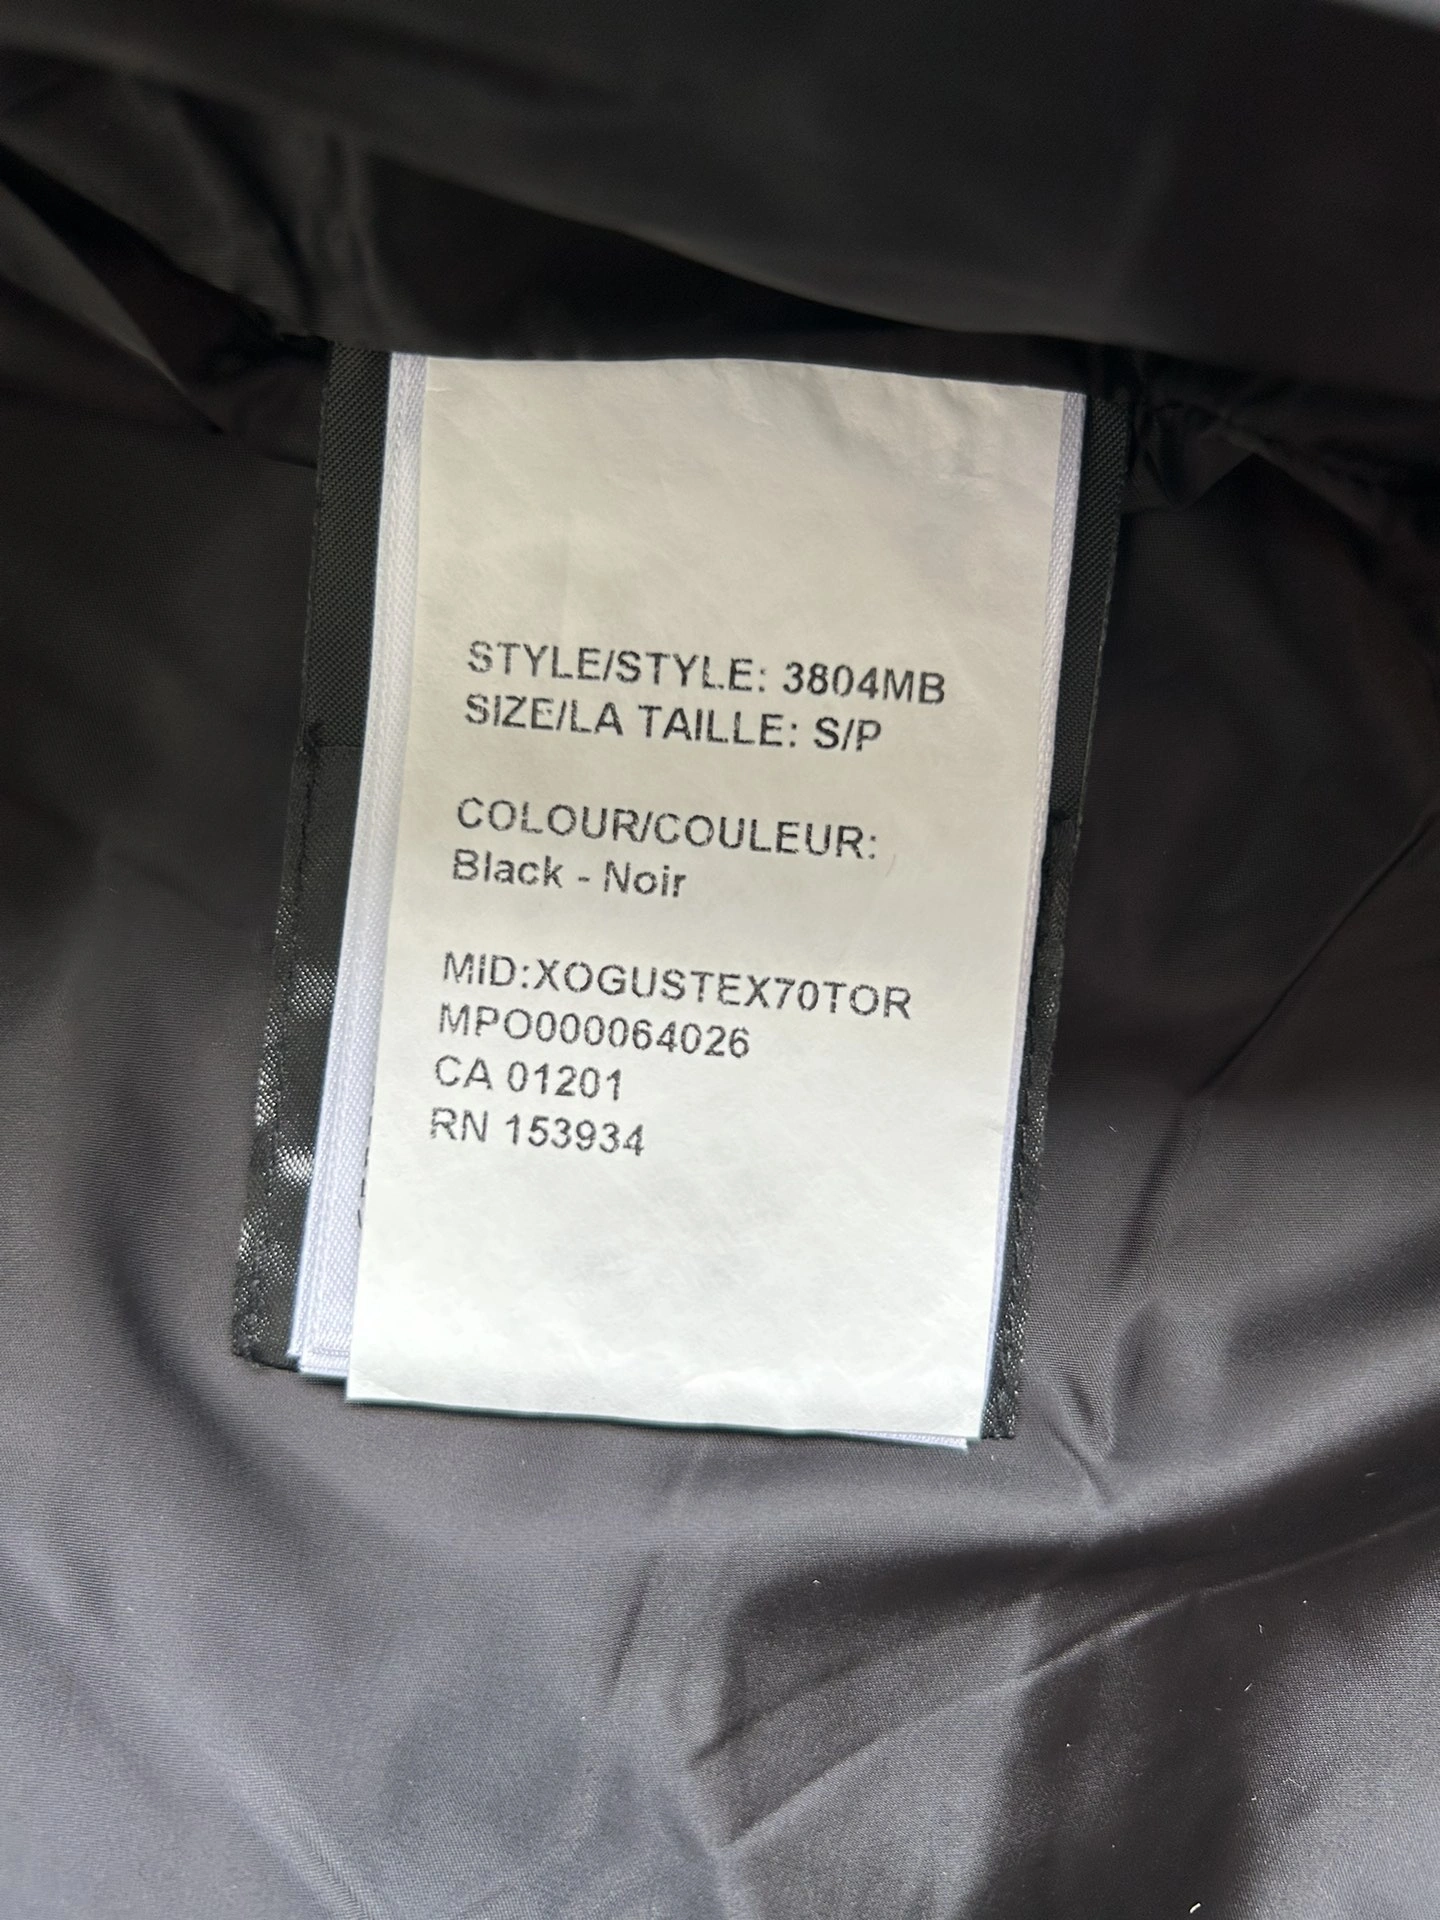 STYLE/STYLE: 3804MB
SIZE/LA TAILLE: S/P
COLOUR/COULEUR:
Black - Noir
MID:XOGUSTEX70TOR
MPO000064026
CA 01201
RN 153934